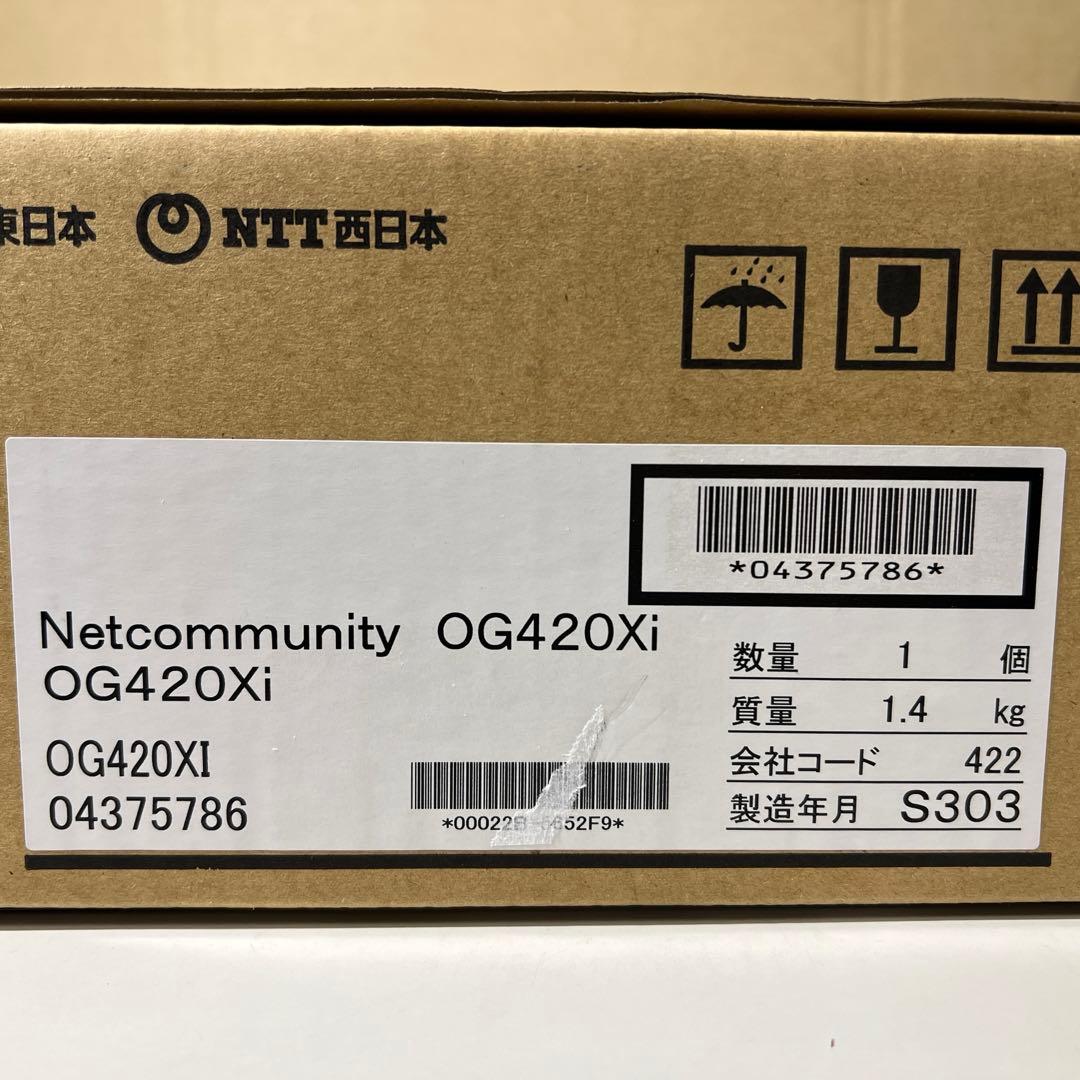 東日本 NTT西日本
*04375786*
Netcommunity OG420Xi
OG420Xi
OG420XI
04375786
数量 1 個
質量 1.4 kg
会社コード 422
製造年月 S303